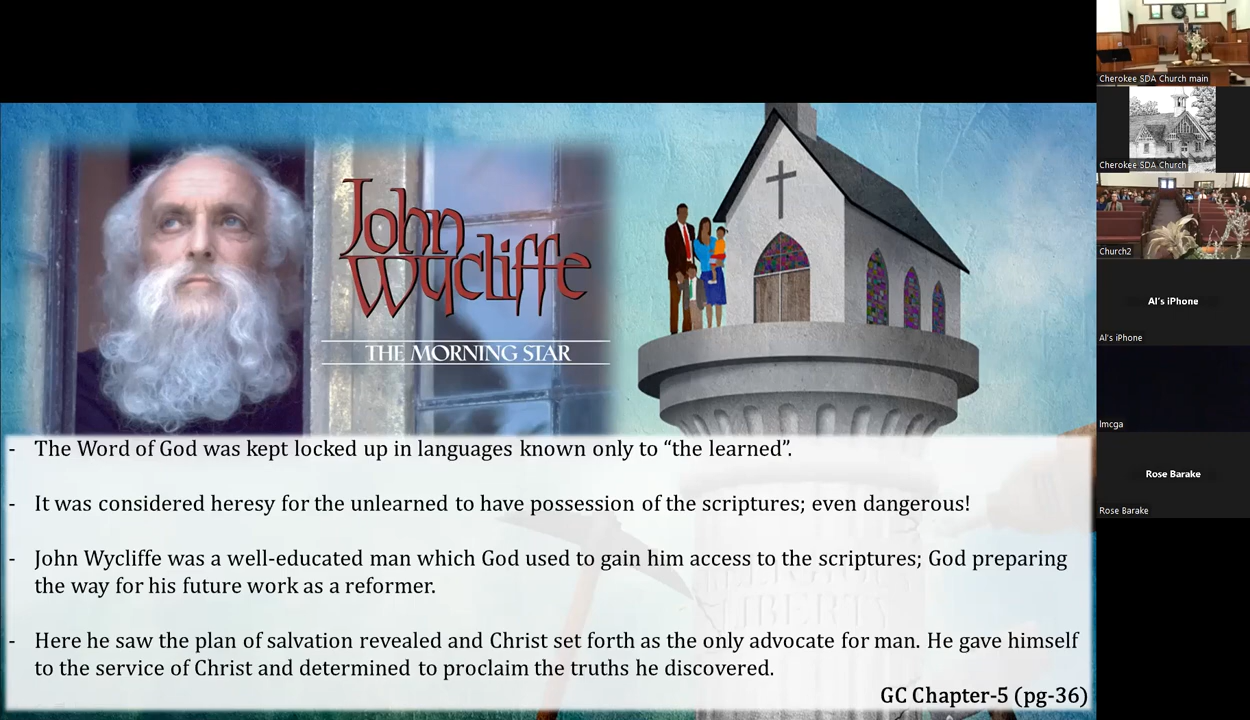 John
Wycliffe
THE MORNING STAR
- The Word of God was kept locked up in languages known only to “the learned”.
- It was considered heresy for the unlearned to have possession of the scriptures; even dangerous!
- John Wycliffe was a well-educated man which God used to gain him access to the scriptures; God preparing
the way for his future work as a reformer.
- Here he saw the plan of salvation revealed and Christ set forth as the only advocate for man. He gave himself
to the service of Christ and determined to proclaim the truths he discovered.
GC Chapter-5 (pg-36)
LIBERTY
Cherokee SDA Church main
Cherokee SDA Church
Church2
Al's iPhone
Al's iPhone
lmcga
Rose Barake
Rose Barake